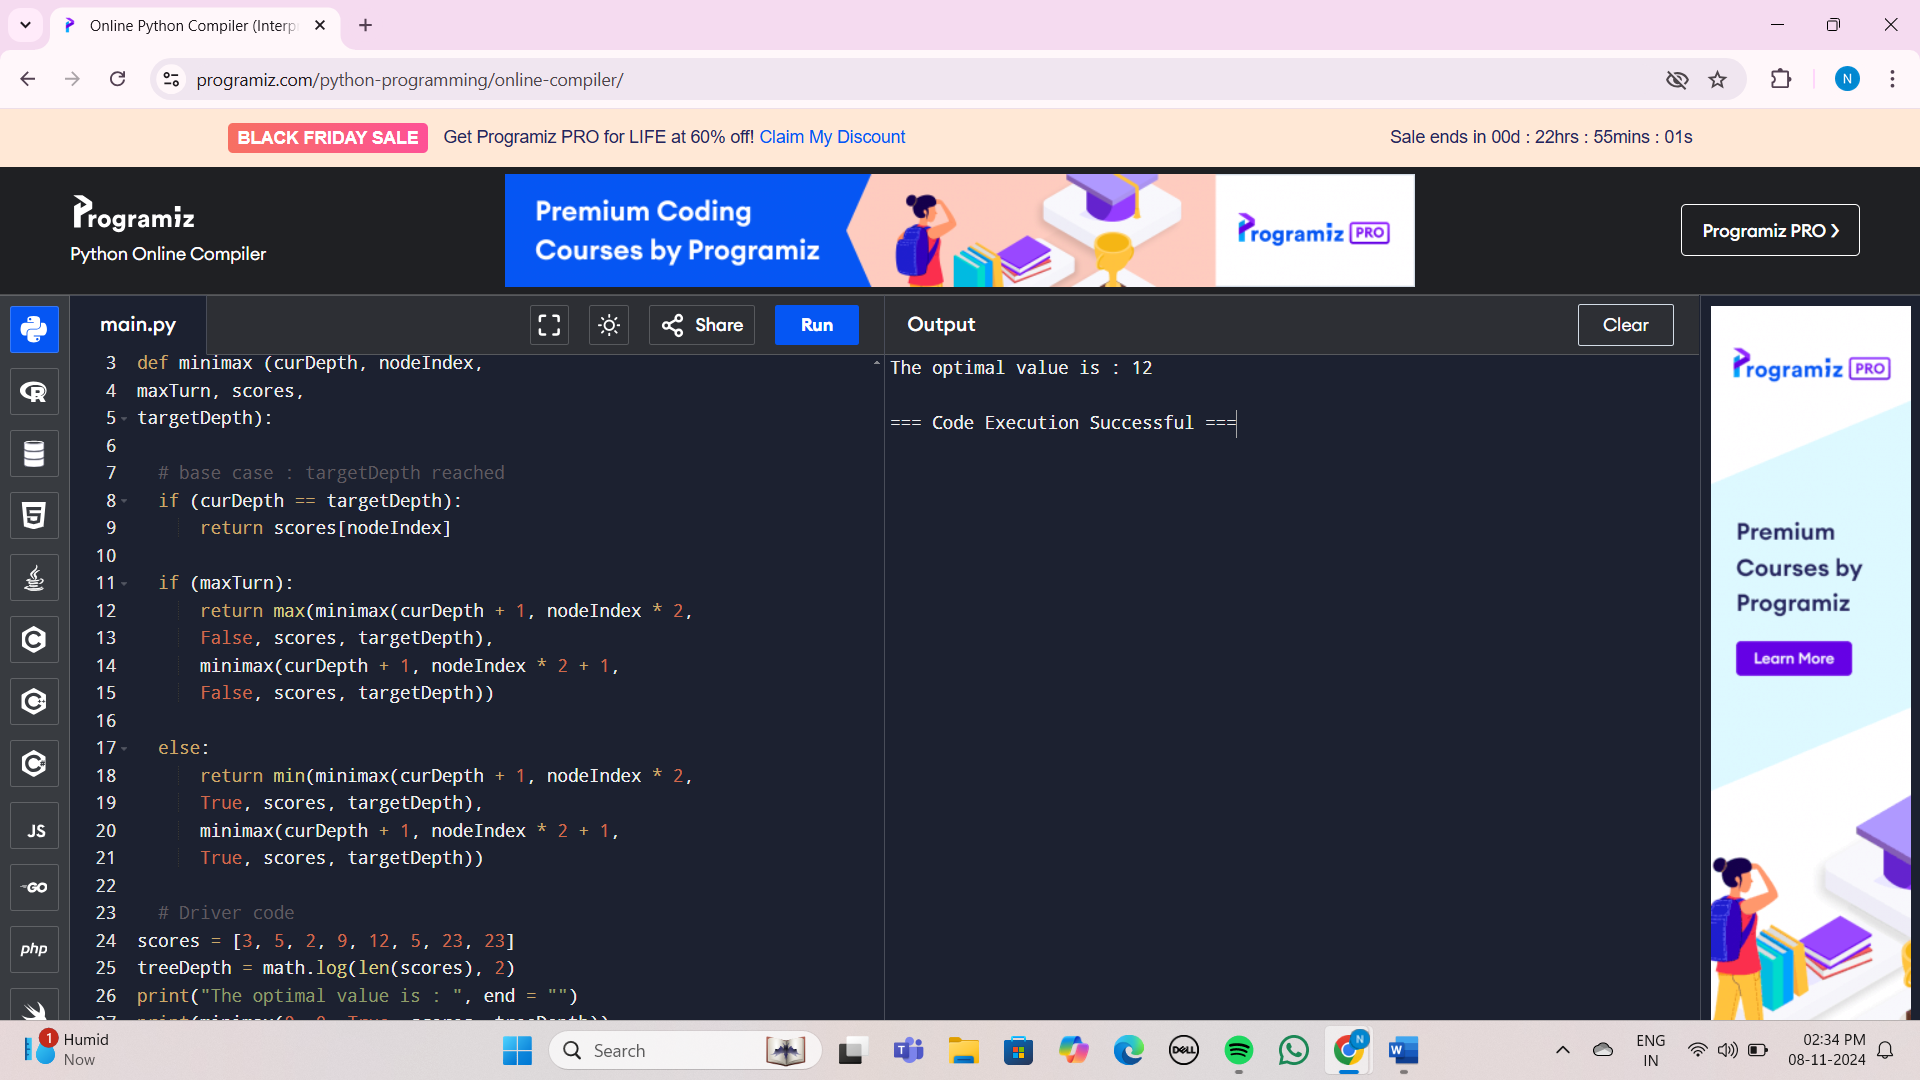 Online Python Compiler (Interp
programiz.com/python-programming/online-compiler/
N
BLACK FRIDAY SALE Get Programiz PRO for LIFE at 60% off! Claim My Discount Sale ends in 00d : 22hrs : 55mins : 01s
Programiz
Python Online Compiler
Premium Coding
Courses by Programiz
Programiz PRO
Programiz PRO
main.py
Share
Run
Output
Clear
3 def minimax (curDepth, nodeIndex,
4 maxTurn, scores,
5 targetDepth):
6
7 # base case : targetDepth reached
8 if (curDepth == targetDepth):
9 return scores[nodeIndex]
10
11 if (maxTurn):
12 return max(minimax(curDepth + 1, nodeIndex * 2,
13 False, scores, targetDepth),
14 minimax(curDepth + 1, nodeIndex * 2 + 1,
15 False, scores, targetDepth))
16
17 else:
18 return min(minimax(curDepth + 1, nodeIndex * 2,
19 True, scores, targetDepth),
20 minimax(curDepth + 1, nodeIndex * 2 + 1,
21 True, scores, targetDepth))
22
23 # Driver code
24 scores = [3, 5, 2, 9, 12, 5, 23, 23]
25 treeDepth = math.log(len(scores), 2)
26 print("The optimal value is : ", end = "")
The optimal value is : 12
=== Code Execution Successful ===
Programiz PRO
Premium
Courses by
Programiz
Learn More
R
5
C
C
C
JS
GO
php
1
Humid
Now
Search
DELL
N
W
ENG
IN
02:34 PM
08-11-2024